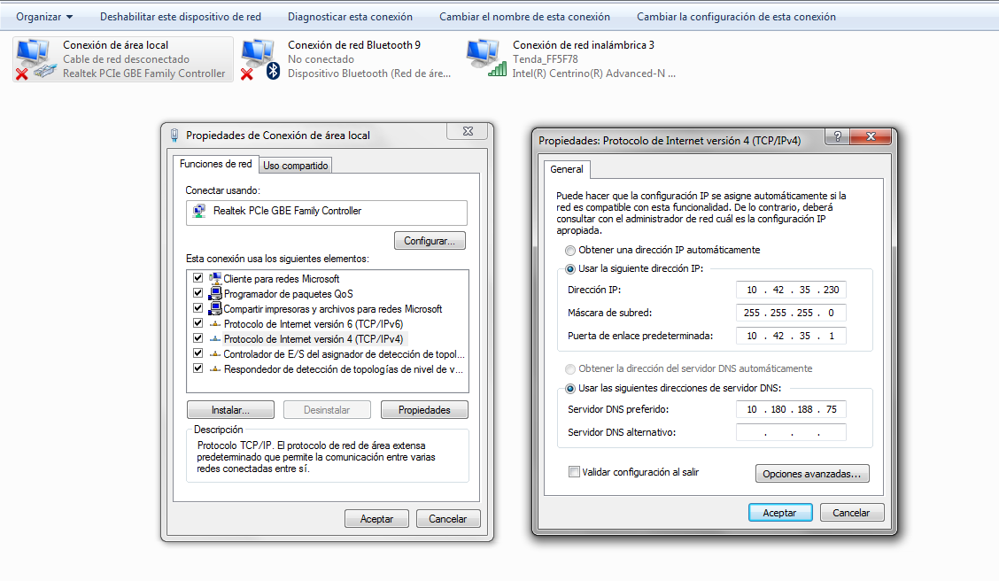 Organizar
Deshabilitar este dispositivo de red
Diagnosticar esta conexión
Cambiar el nombre de esta conexión
Cambiar la configuración de esta conexión
Conexión de área local
Cable de red desconectado
Realtek PCIe GBE Family Controller
Conexión de red Bluetooth 9
No conectado
Dispositivo Bluetooth (Red de áre...
Conexión de red inalámbrica 3
Tenda_FF5F78
Intel(R) Centrino(R) Advanced-N ...
Propiedades de Conexión de área local
Funciones de red
Uso compartido
Conectar usando:
Realtek PCIe GBE Family Controller
Configurar...
Esta conexión usa los siguientes elementos:
Cliente para redes Microsoft
Programador de paquetes QoS
Compartir impresoras y archivos para redes Microsoft
Protocolo de Internet versión 6 (TCP/IPv6)
Protocolo de Internet versión 4 (TCP/IPv4)
Controlador de E/S del asignador de detección de topol...
Respondedor de detección de topologías de nivel de v...
Instalar...
Desinstalar
Propiedades
Descripción
Protocolo TCP/IP. El protocolo de red de área extensa
predeterminado que permite la comunicación entre varias
redes conectadas entre sí.
Aceptar
Cancelar
Propiedades: Protocolo de Internet versión 4 (TCP/IPv4)
General
Puede hacer que la configuración IP se asigne automáticamente si la
red es compatible con esta funcionalidad. De lo contrario, deberá
consultar con el administrador de red cuál es la configuración IP
apropiada.
Obtener una dirección IP automáticamente
Usar la siguiente dirección IP:
Dirección IP: 10 . 42 . 35 . 230
Máscara de subred: 255 . 255 . 255 . 0
Puerta de enlace predeterminada: 10 . 42 . 35 . 1
Obtener la dirección del servidor DNS automáticamente
Usar las siguientes direcciones de servidor DNS:
Servidor DNS preferido: 10 . 180 . 188 . 75
Servidor DNS alternativo: . . .
Validar configuración al salir
Opciones avanzadas...
Aceptar
Cancelar